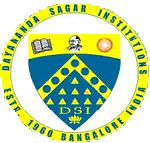 DAYANANDA SAGAR INSTITUTIONS
ESTD. 1960 BANGALORE INDIA
DSI